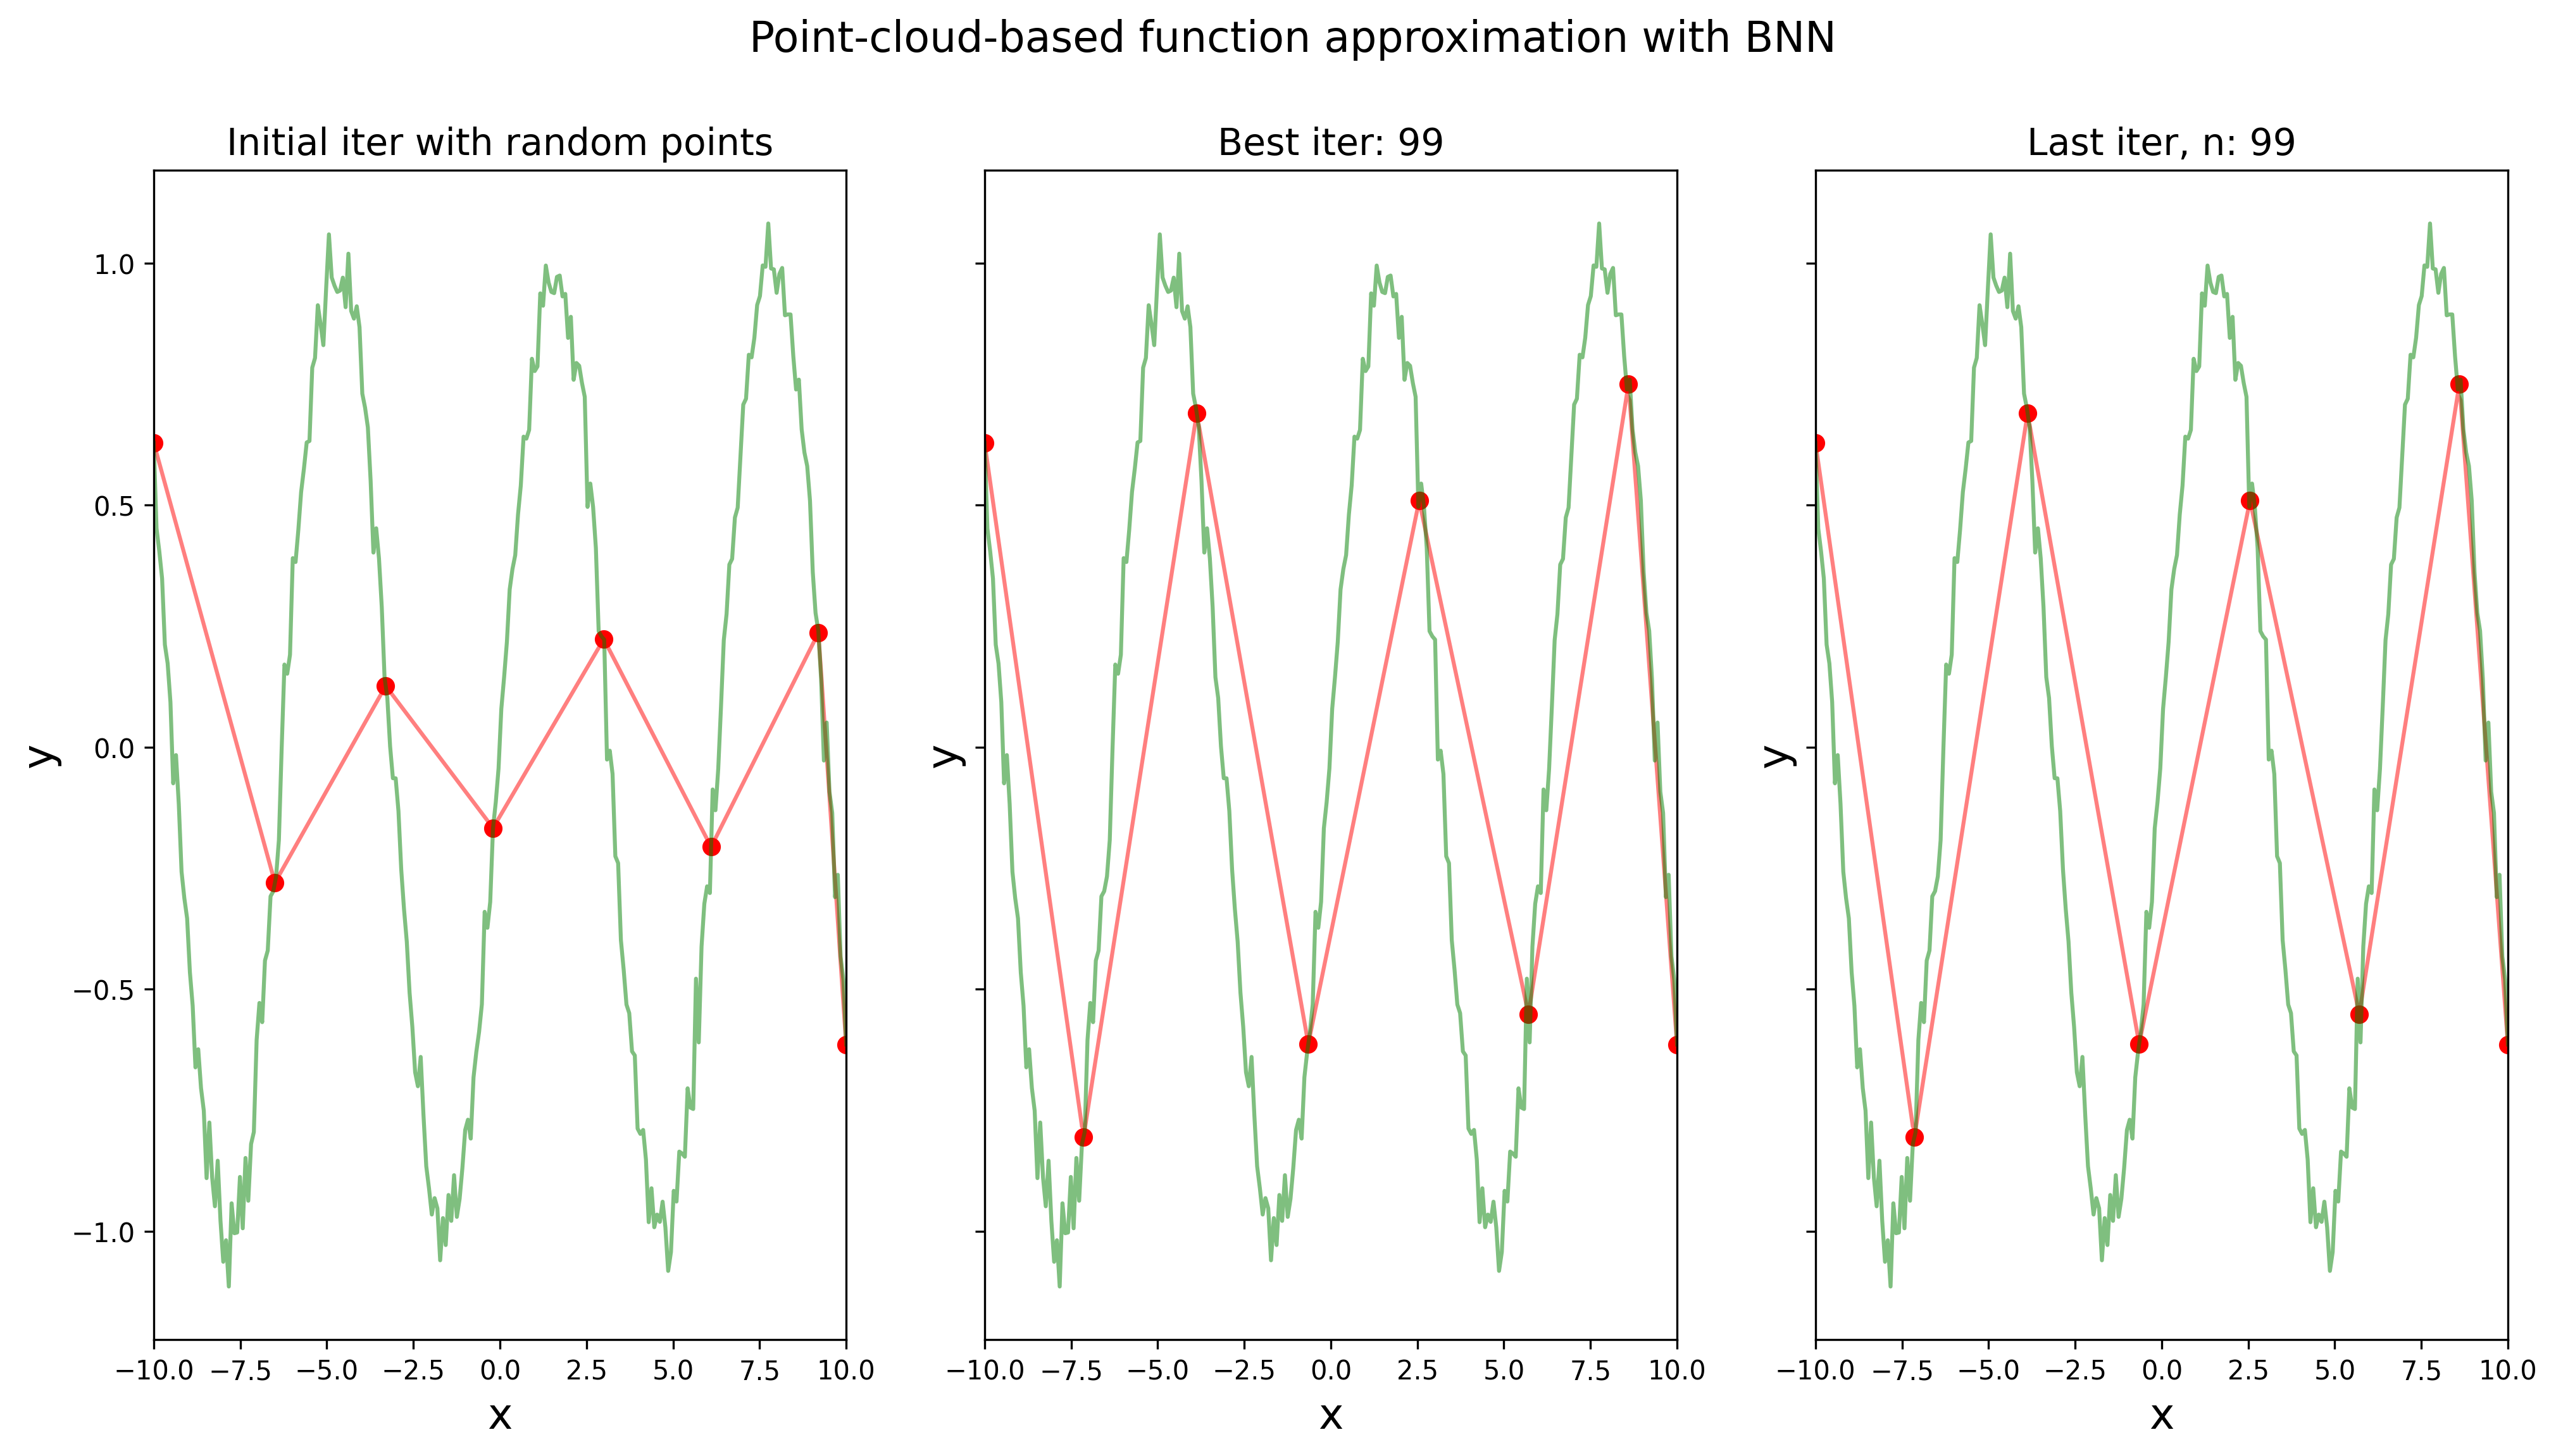 Point-cloud-based function approximation with BNN
Initial iter with random points
Best iter: 99
Last iter, n: 99
1.0
0.5
0.0
−0.5
−1.0
y
y
y
−10.0 −7.5 −5.0 −2.5 0.0 2.5 5.0 7.5 10.0
−10.0 −7.5 −5.0 −2.5 0.0 2.5 5.0 7.5 10.0
−10.0 −7.5 −5.0 −2.5 0.0 2.5 5.0 7.5 10.0
x
x
x